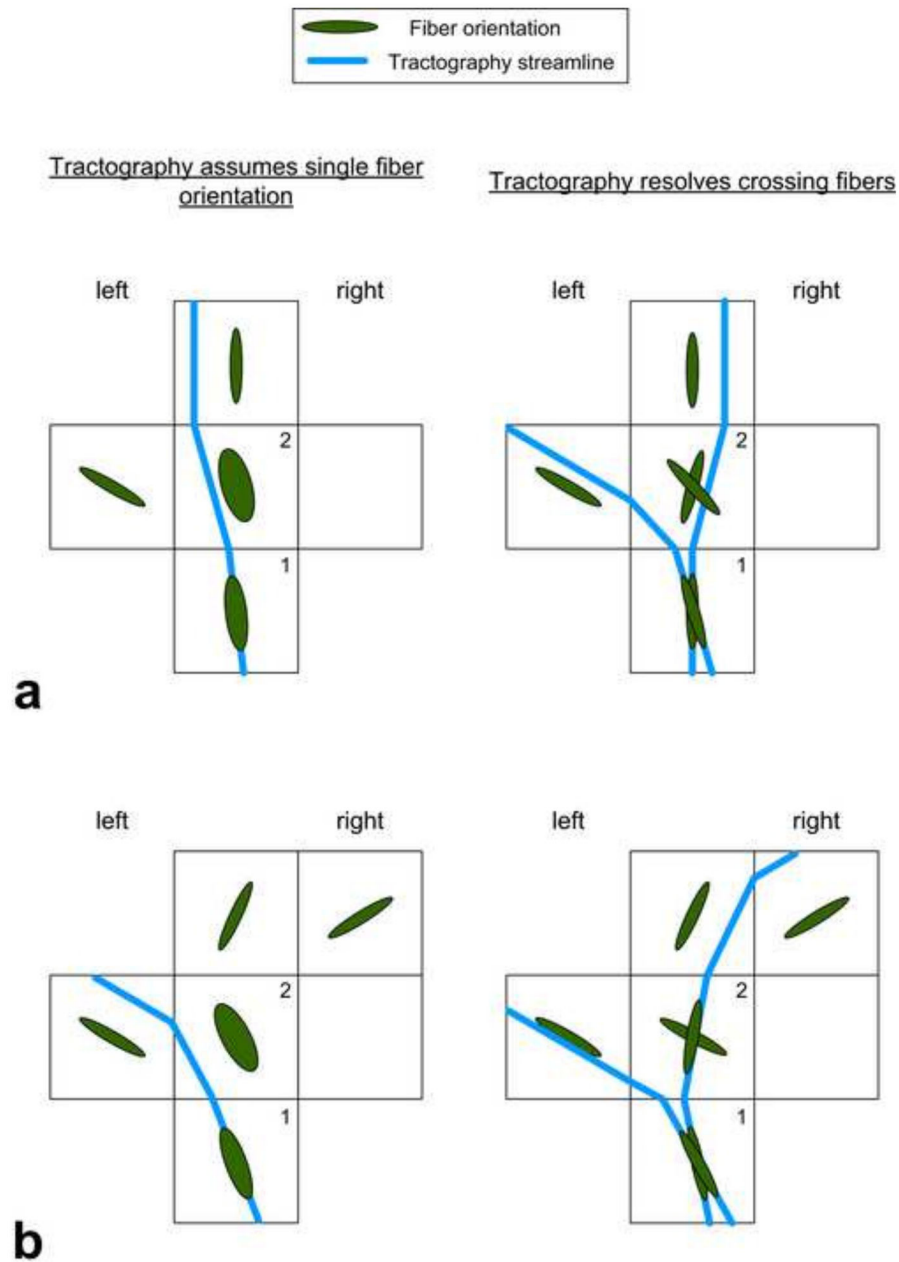 Fiber orientation
Tractography streamline
Tractography assumes single fiber
orientation
Tractography resolves crossing fibers
left
right
left
right
2
2
1
1
a
left
right
left
right
2
2
1
1
b